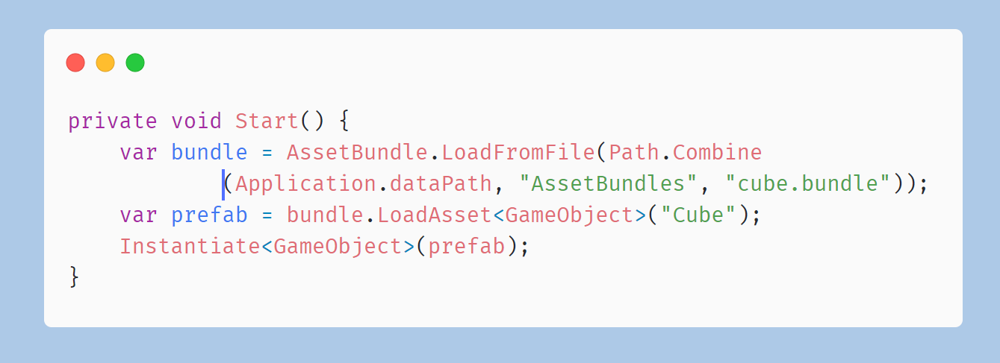 private void Start() {
    var bundle = AssetBundle.LoadFromFile(Path.Combine
            (Application.dataPath, "AssetBundles", "cube.bundle"));
    var prefab = bundle.LoadAsset<GameObject>("Cube");
    Instantiate<GameObject>(prefab);
}